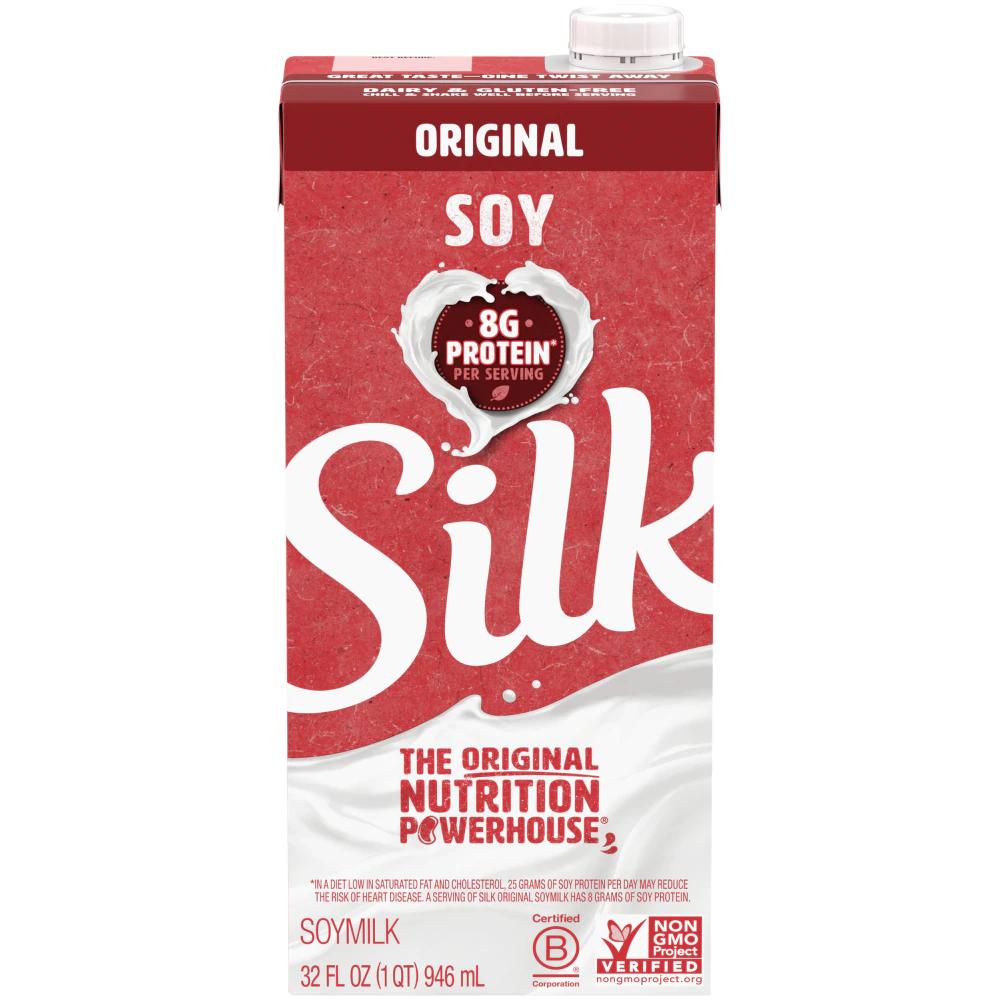 BEST BEFORE:
GREAT TASTE—ONE TWIST AWAY
DAIRY & GLUTEN-FREE
CHILL & SHAKE WELL BEFORE SERVING
ORIGINAL
SOY
8G
PROTEIN*
PER SERVING
Silk
THE ORIGINAL
NUTRITION
POWERHOUSE®
*IN A DIET LOW IN SATURATED FAT AND CHOLESTEROL, 25 GRAMS OF SOY PROTEIN PER DAY MAY REDUCE
THE RISK OF HEART DISEASE. A SERVING OF SILK ORIGINAL SOYMILK HAS 8 GRAMS OF SOY PROTEIN.
SOYMILK
32 FL OZ (1 QT) 946 mL
Certified
B
®
Corporation
NON
GMO
Project
VERIFIED
nongmoproject.org